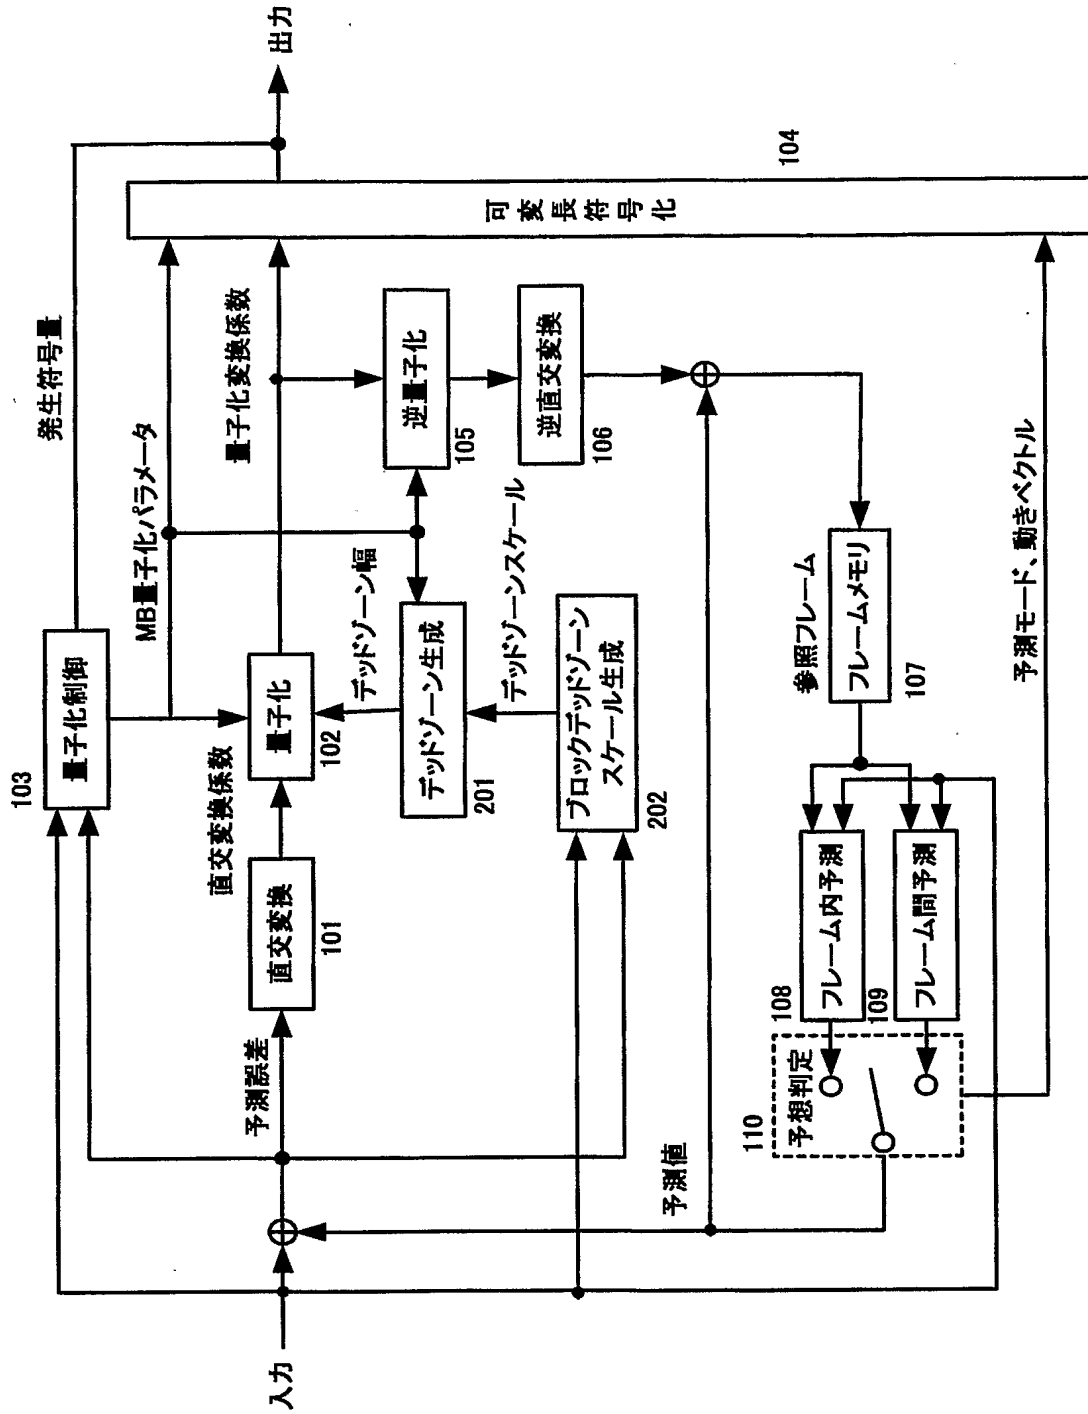 発生符号量
103
量子化制御
MB量子化パラメータ
直交変換係数
量子化変換係数
出力
入力
予測誤差
直交変換
101
量子化
102
デッドゾーン幅
デッドゾーン生成
201
デッドゾーンスケール
ブロックデッドゾーン
スケール生成
202
逆量子化
105
逆直交変換
106
可変長符号化
104
予測値
110
予想判定
108
フレーム内予測
109
フレーム間予測
参照フレーム
フレームメモリ
107
予測モード、動きベクトル